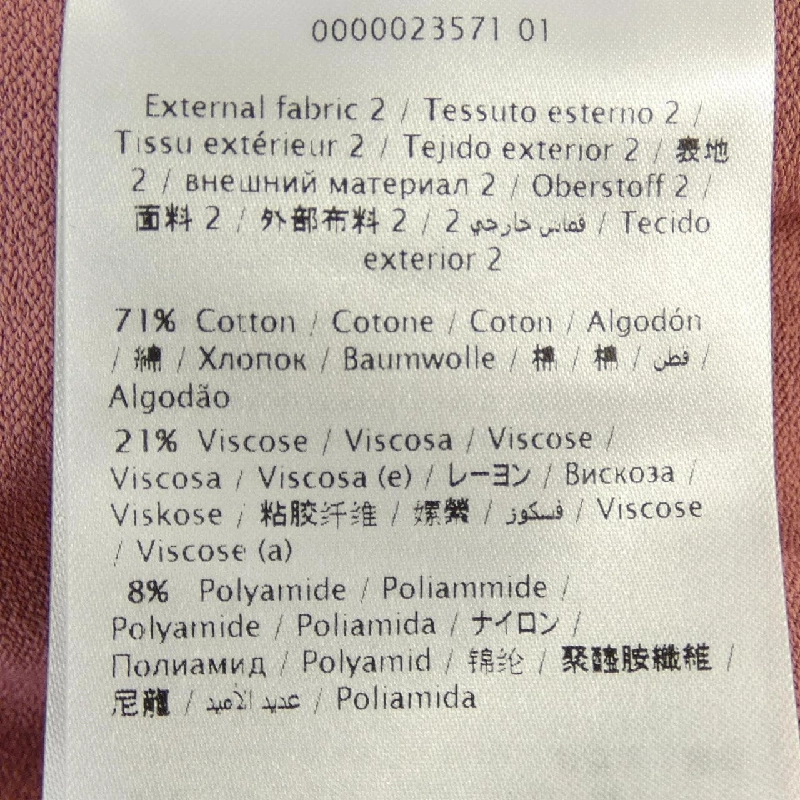 0000023571 01
External fabric 2 / Tessuto esterno 2 /
Tissu extérieur 2 / Tejido exterior 2 / 表地
2 / внешний материал 2 / Oberstoff 2 /
面料 2 / 外部布料 2 / قماس خارجي 2 / Tecido
exterior 2
71% Cotton / Cotone / Coton / Algodón
/ 綿 / Хлопок / Baumwolle / 棉 / 棉 / قطن /
Algodão
21% Viscose / Viscosa / Viscose /
Viscosa / Viscosa (e) / レーヨン / Вискоза /
Viskose / 粘胶纤维 / 嫘縈 / فسكوز / Viscose
/ Viscose (a)
8% Polyamide / Poliammide /
Polyamide / Poliamida / ナイロン /
Полиамид / Polyamid / 锦纶 / 聚醯胺纖維 /
尼龍 / عديد الأميد / Poliamida